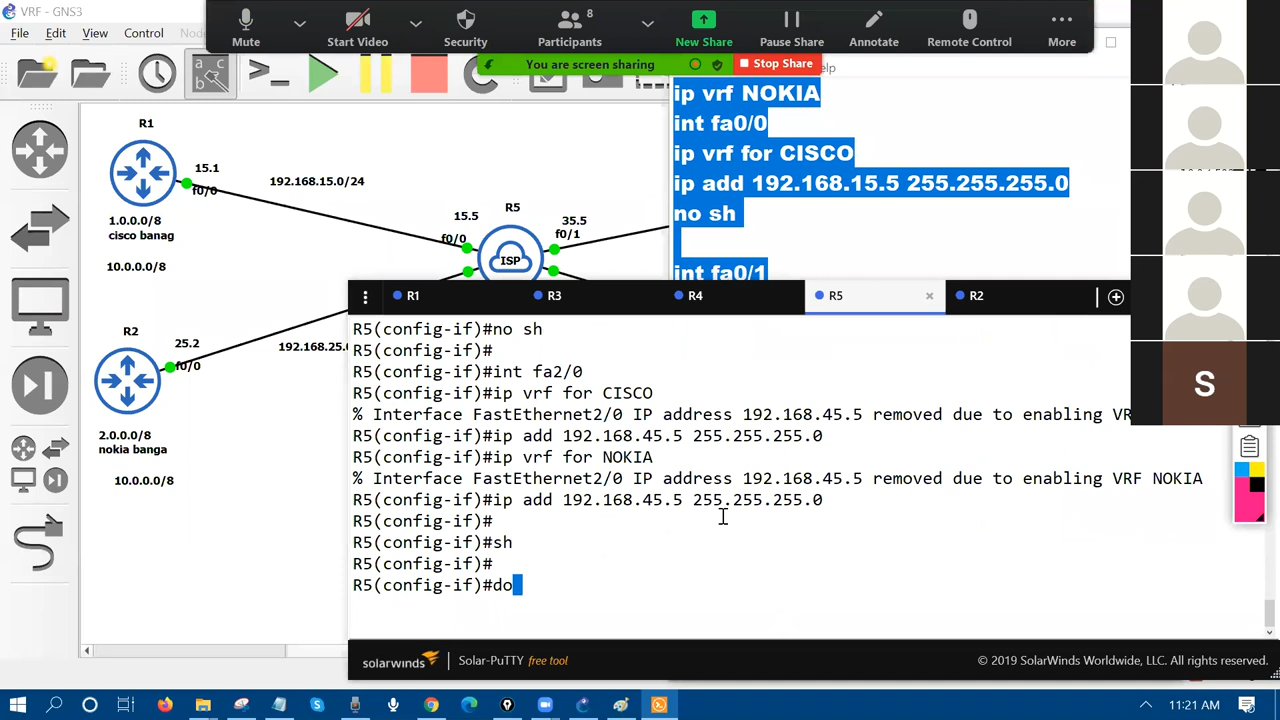 VRF - GNS3
File Edit View Control
Mute
Start Video
Security
8
Participants
New Share
Pause Share
Annotate
Remote Control
More
You are screen sharing
Stop Share
ip vrf NOKIA
int fa0/0
ip vrf for CISCO
ip add 192.168.15.5 255.255.255.0
no sh
int fa0/1
R1
15.1
f0/0
192.168.15.0/24
1.0.0.0/8
cisco banag
10.0.0.0/8
R5
15.5
f0/0
35.5
f0/1
ISP
R2
25.2
f0/0
2.0.0.0/8
nokia banga
10.0.0.0/8
R1 R3 R4 R5 R2
R5(config-if)#no sh
R5(config-if)#
R5(config-if)#int fa2/0
R5(config-if)#ip vrf for CISCO
% Interface FastEthernet2/0 IP address 192.168.45.5 removed due to enabling
R5(config-if)#ip add 192.168.45.5 255.255.255.0
R5(config-if)#ip vrf for NOKIA
% Interface FastEthernet2/0 IP address 192.168.45.5 removed due to enabling VRF NOKIA
R5(config-if)#ip add 192.168.45.5 255.255.255.0
R5(config-if)#
R5(config-if)#sh
R5(config-if)#
R5(config-if)#do
S
solarwinds
Solar-PuTTY free tool
© 2019 SolarWinds Worldwide, LLC. All rights reserved.
11:21 AM